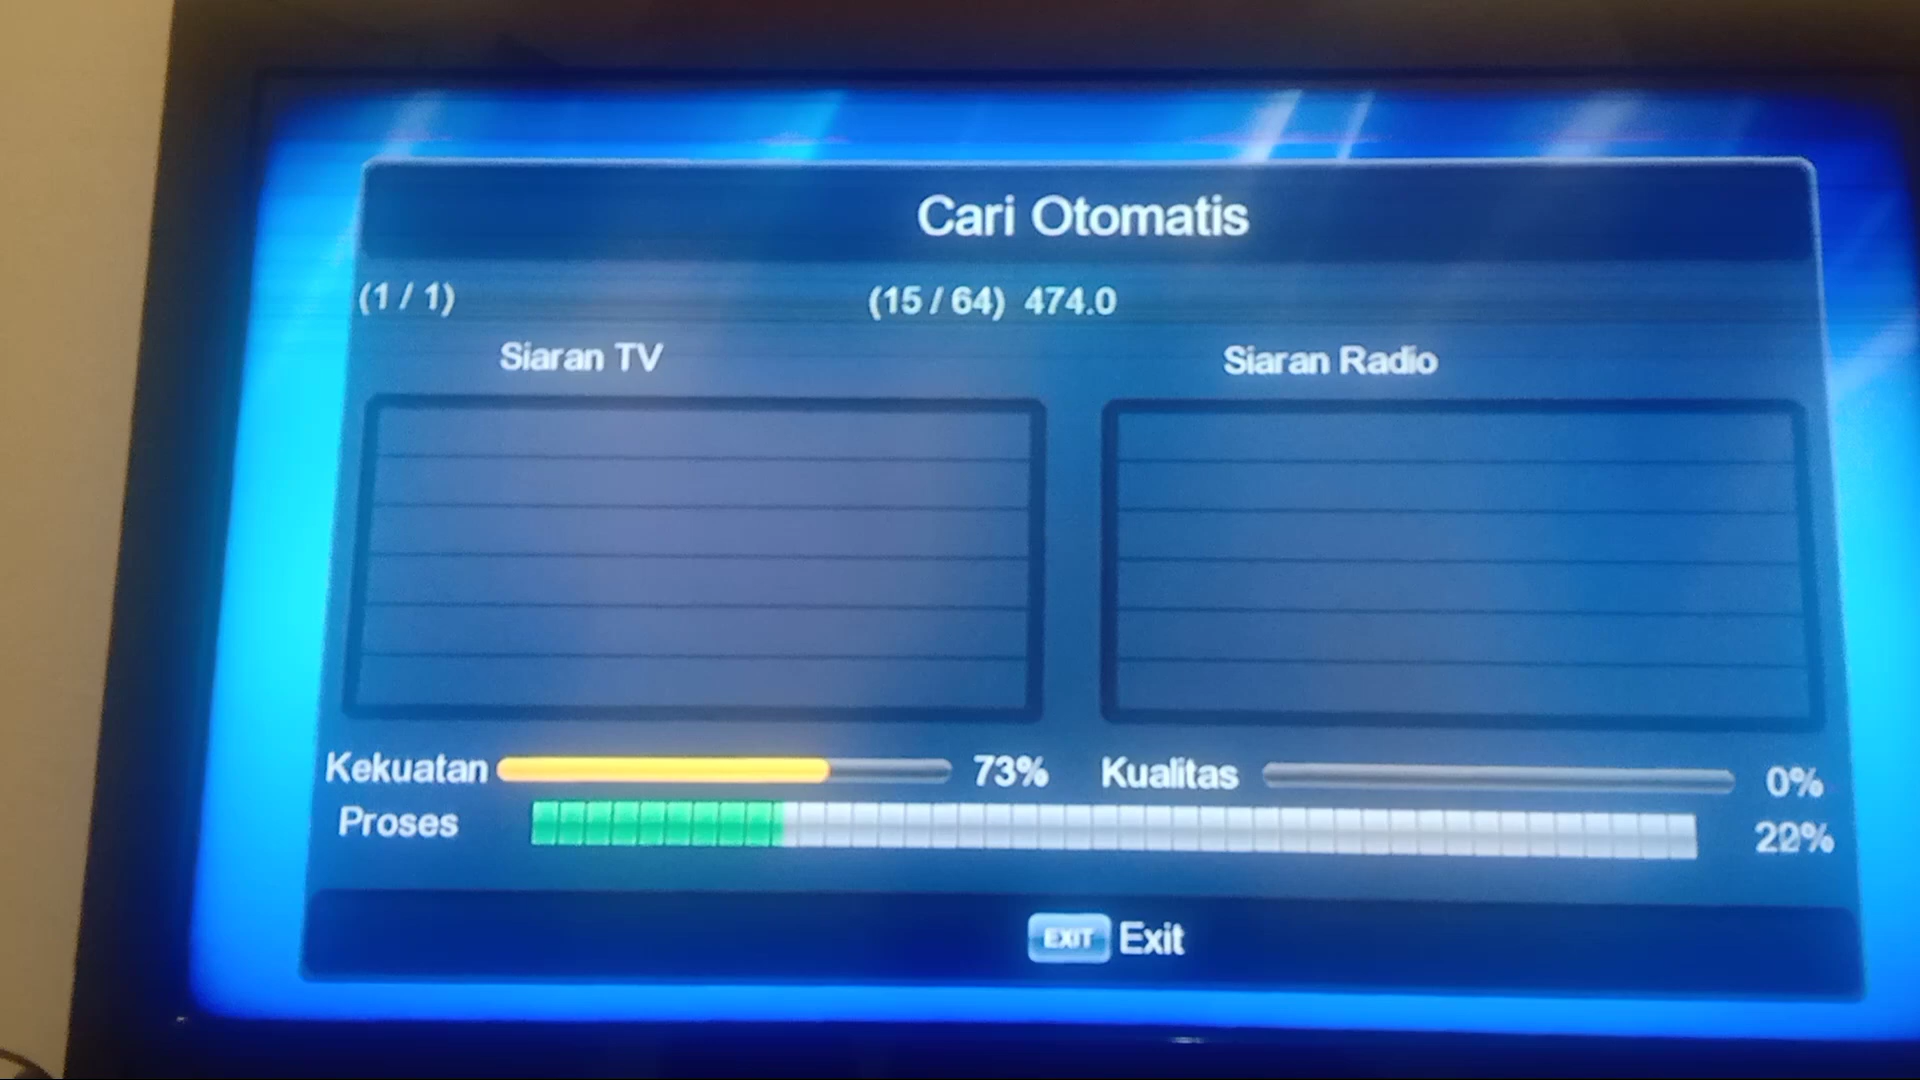 Cari Otomatis
(1 / 1) (15 / 64) 474.0
Siaran TV Siaran Radio
Kekuatan 73% Kualitas 0%
Proses
EXIT Exit